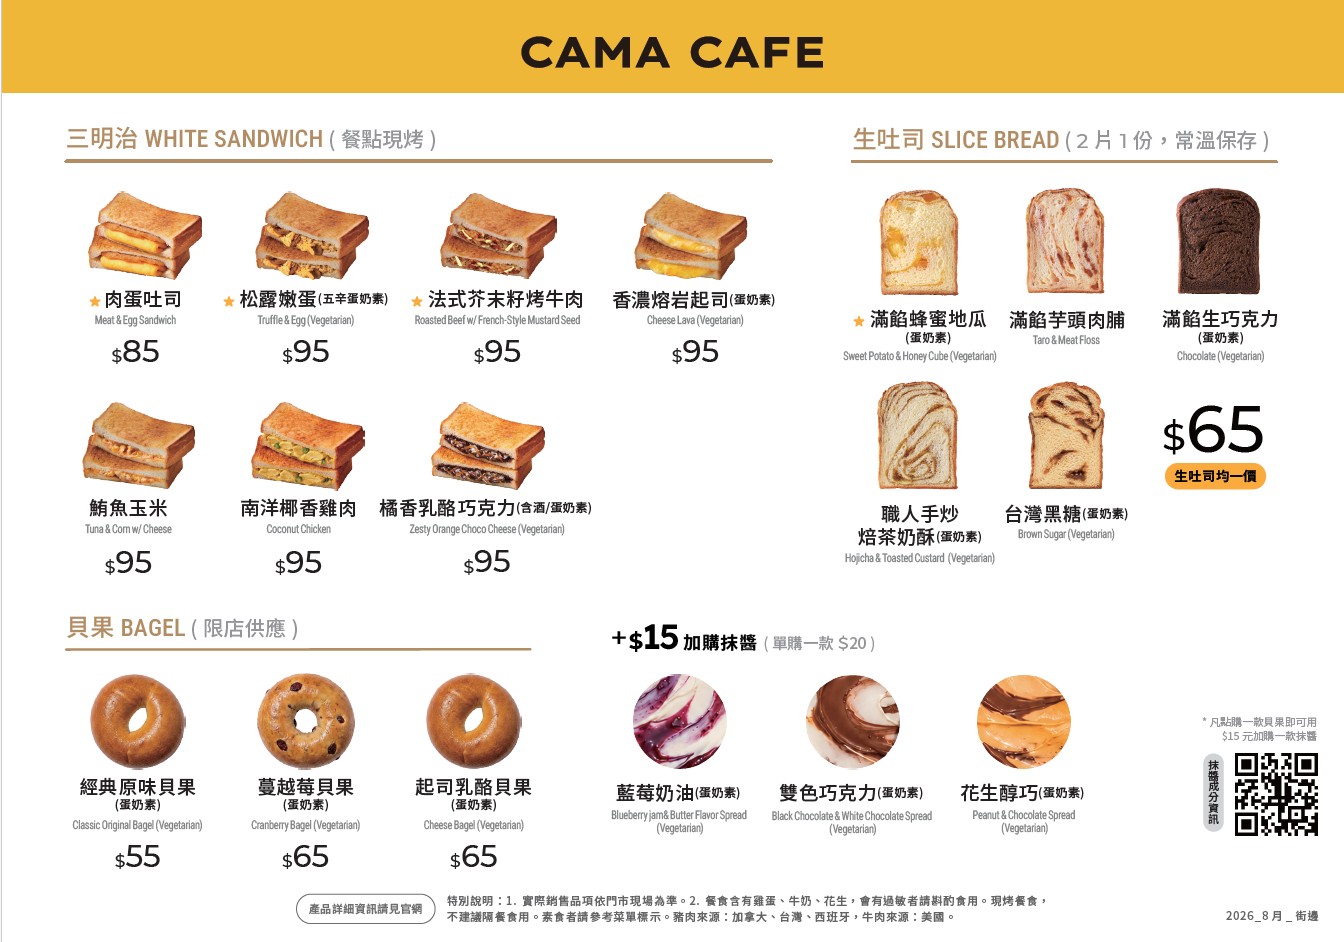 CAMA CAFE
三明治 WHITE SANDWICH ( 餐點現烤 )
肉蛋吐司
Meat & Egg Sandwich
$85
松露嫩蛋(五辛蛋奶素)
Truffle & Egg (Vegetarian)
$95
法式芥末籽烤牛肉
Roasted Beef w/ French-Style Mustard Seed
$95
香濃熔岩起司(蛋奶素)
Cheese Lava (Vegetarian)
$95
鮪魚玉米
Tuna & Corn w/ Cheese
$95
南洋椰香雞肉
Coconut Chicken
$95
橘香乳酪巧克力(含酒/蛋奶素)
Zesty Orange Choco Cheese (Vegetarian)
$95
生吐司 SLICE BREAD ( 2 片 1 份，常溫保存 )
滿餡蜂蜜地瓜
(蛋奶素)
Sweet Potato & Honey Cube (Vegetarian)
滿餡芋頭肉脯
Taro & Meat Floss
滿餡生巧克力
(蛋奶素)
Chocolate (Vegetarian)
職人手炒
焙茶奶酥(蛋奶素)
Hojicha & Toasted Custard (Vegetarian)
台灣黑糖(蛋奶素)
Brown Sugar (Vegetarian)
$65
生吐司均一價
貝果 BAGEL ( 限店供應 )
經典原味貝果
(蛋奶素)
Classic Original Bagel (Vegetarian)
$55
蔓越莓貝果
(蛋奶素)
Cranberry Bagel (Vegetarian)
$65
起司乳酪貝果
(蛋奶素)
Cheese Bagel (Vegetarian)
$65
+$15 加購抹醬 ( 單購一款 $20 )
藍莓奶油(蛋奶素)
Blueberry jam& Butter Flavor Spread
(Vegetarian)
雙色巧克力(蛋奶素)
Black Chocolate & White Chocolate Spread
(Vegetarian)
花生醇巧(蛋奶素)
Peanut & Chocolate Spread
(Vegetarian)
* 凡點購一款貝果即可用
$15 元加購一款抹醬
抹醬成分資訊
產品詳細資訊請見官網
特別說明：1. 實際銷售品項依門市現場為準。2. 餐食含有雞蛋、牛奶、花生，會有過敏者請斟酌食用。現烤餐食，
不建議隔餐食用。素食者請參考菜單標示。豬肉來源：加拿大、台灣、西班牙，牛肉來源：美國。
2026_8 月 _ 街邊